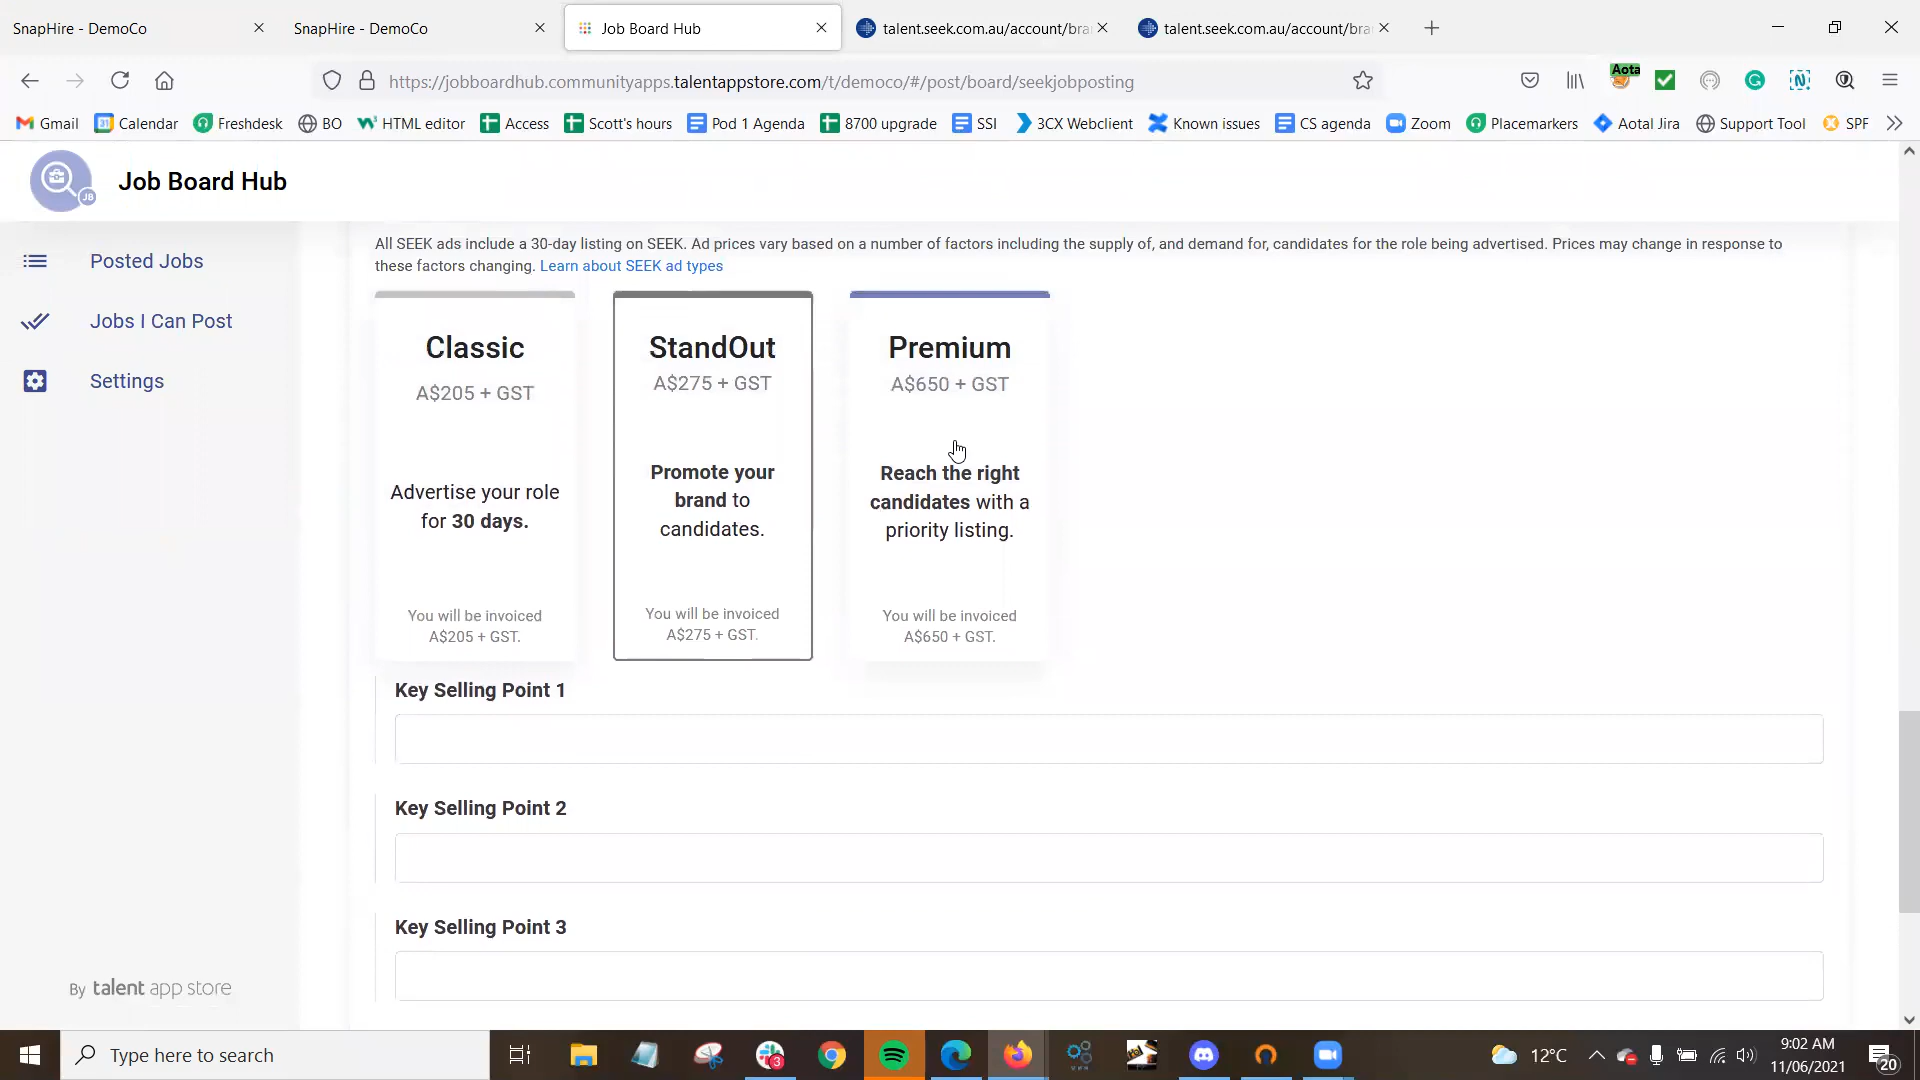 SnapHire - DemoCo
SnapHire - DemoCo
Job Board Hub
talent.seek.com.au/account/bra
talent.seek.com.au/account/bra
https://jobboardhub.communityapps.talentappstore.com/t/democo/#/post/board/seekjobposting
Aota
Gmail
Calendar
Freshdesk
BO
HTML editor
Access
Scott's hours
Pod 1 Agenda
8700 upgrade
SSI
3CX Webclient
Known issues
CS agenda
Zoom
Placemarkers
Aotal Jira
Support Tool
SPF
JB
Job Board Hub
Posted Jobs
Jobs I Can Post
Settings
By talent app store
All SEEK ads include a 30-day listing on SEEK. Ad prices vary based on a number of factors including the supply of, and demand for, candidates for the role being advertised. Prices may change in response to
these factors changing. Learn about SEEK ad types
Classic
A$205 + GST
Advertise your role
for 30 days.
You will be invoiced
A$205 + GST.
StandOut
A$275 + GST
Promote your
brand to
candidates.
You will be invoiced
A$275 + GST.
Premium
A$650 + GST
Reach the right
candidates with a
priority listing.
You will be invoiced
A$650 + GST.
Key Selling Point 1
Key Selling Point 2
Key Selling Point 3
Type here to search
3
12°C
9:02 AM
11/06/2021
20